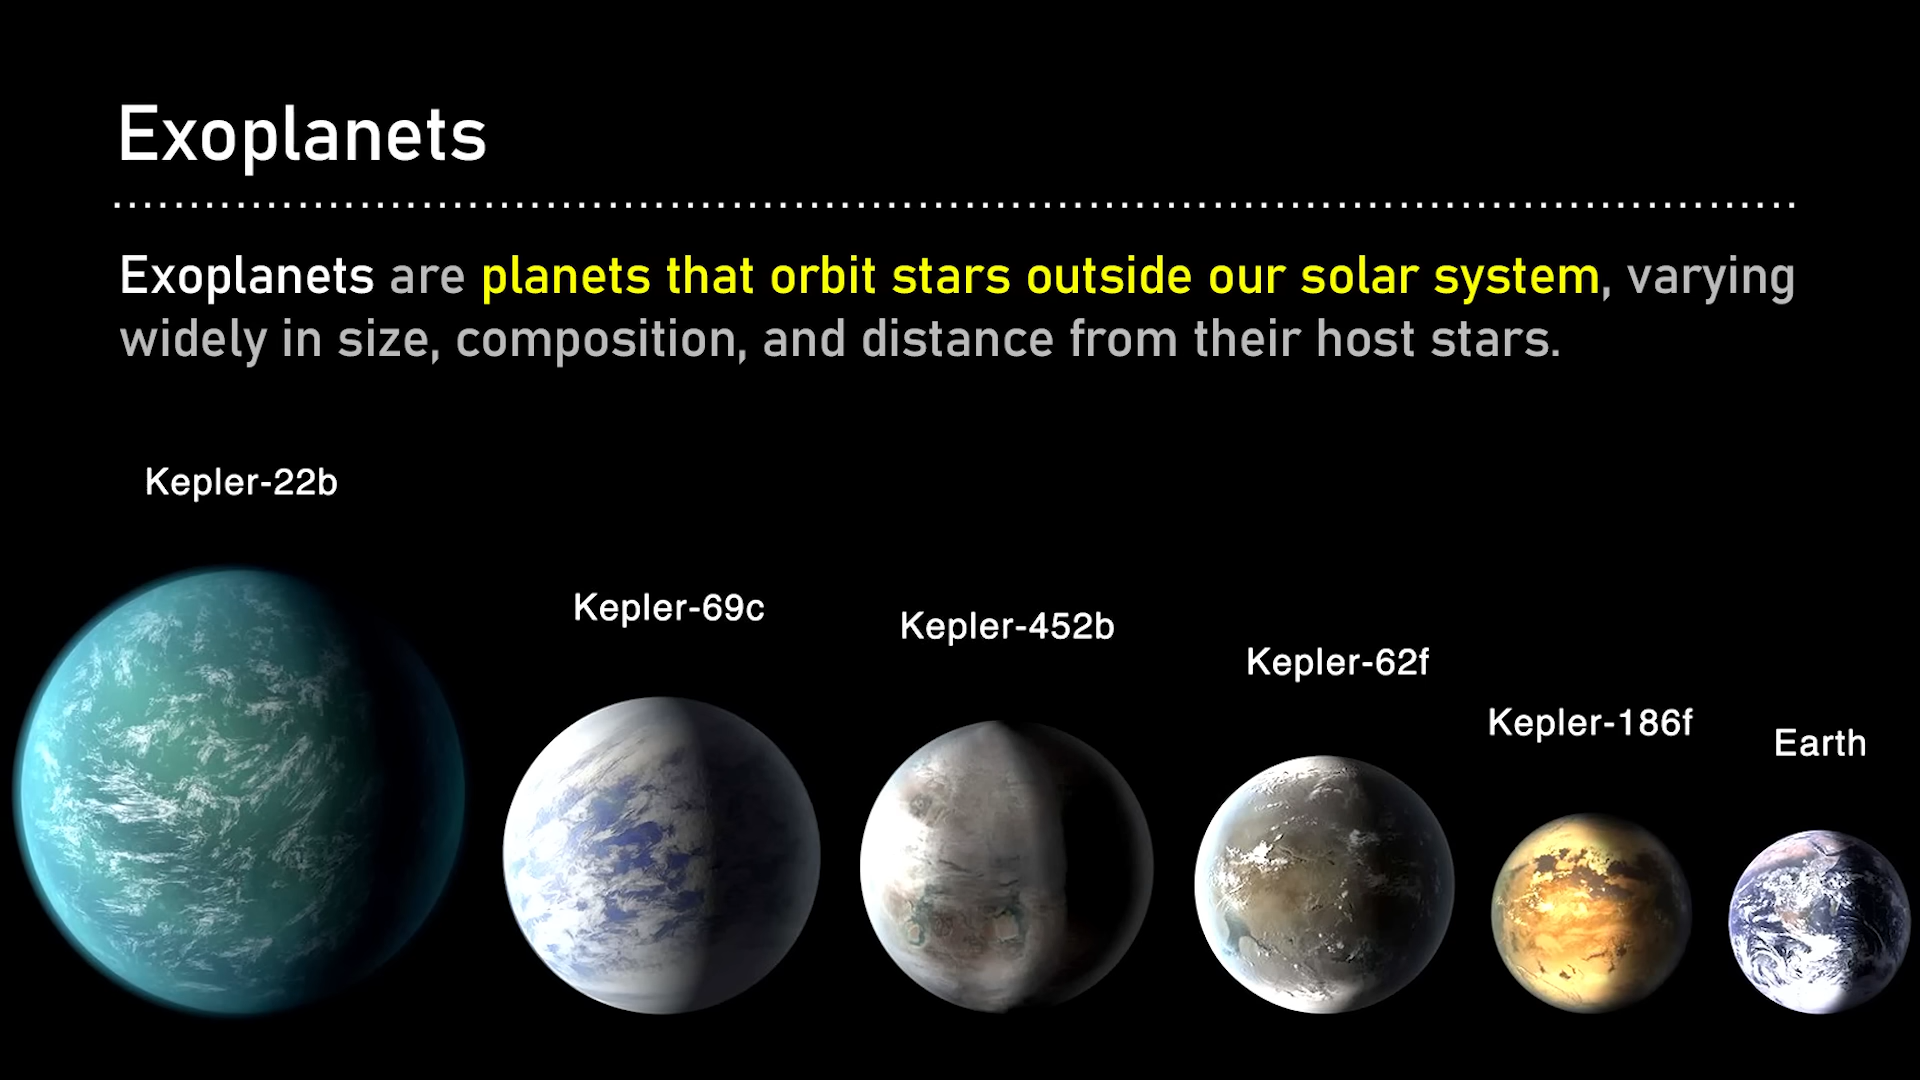 Exoplanets
Exoplanets are planets that orbit stars outside our solar system, varying
widely in size, composition, and distance from their host stars.
Kepler-22b
Kepler-69c
Kepler-452b
Kepler-62f
Kepler-186f
Earth